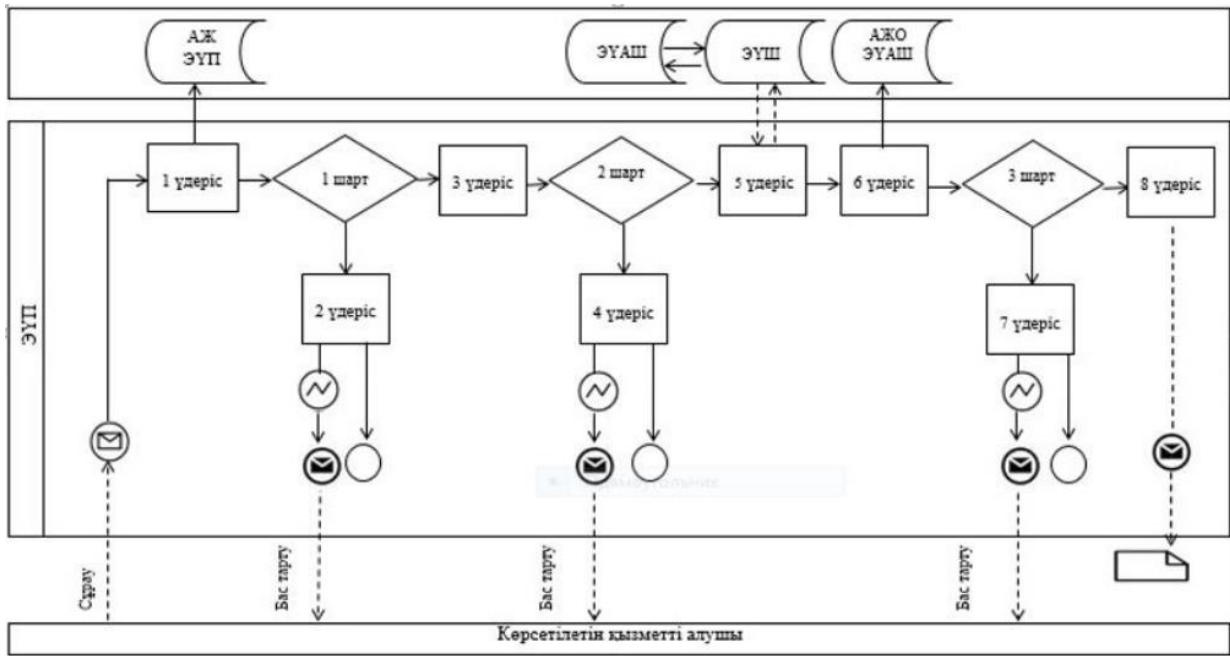 АЖ
ЭҮП
ЭҮАШ
ЭҮШ
АЖО
ЭҮАШ
1 үдеріс
1 шарт
3 үдеріс
2 шарт
5 үдеріс
6 үдеріс
3 шарт
8 үдеріс
2 үдеріс
4 үдеріс
7 үдеріс
ЭҮП
Сұрау
Бас тарту
Бас тарту
Бас тарту
Көрсетілетін қызметті алушы